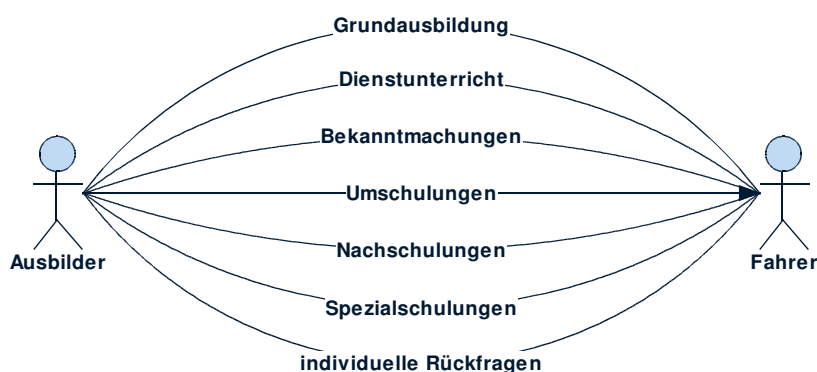 Grundausbildung
Dienstunterricht
Bekanntmachungen
Umschulungen
Nachschulungen
Ausbilder
Fahrer
Spezialschulungen
individuelle Rückfragen